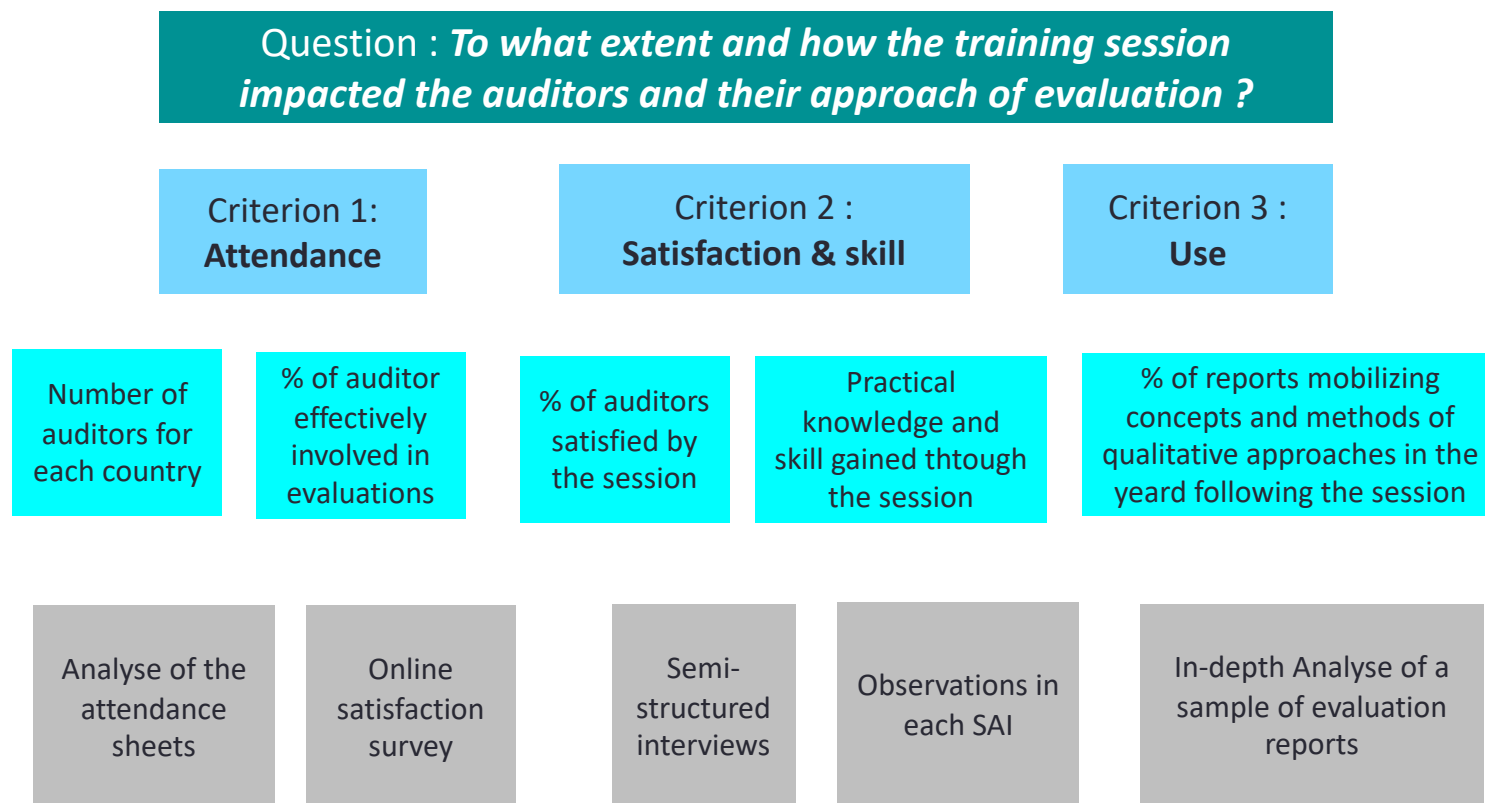 Question : To what extent and how the training session
impacted the auditors and their approach of evaluation ?
Criterion 1:
Attendance
Criterion 2 :
Satisfaction & skill
Criterion 3 :
Use
Number of
auditors for
each country
% of auditor
effectively
involved in
evaluations
% of auditors
satisfied by
the session
Practical
knowledge and
skill gained thtough
the session
% of reports mobilizing
concepts and methods of
qualitative approaches in the
yeard following the session
Analyse of the
attendance
sheets
Online
satisfaction
survey
Semi-
structured
interviews
Observations in
each SAI
In-depth Analyse of a
sample of evaluation
reports